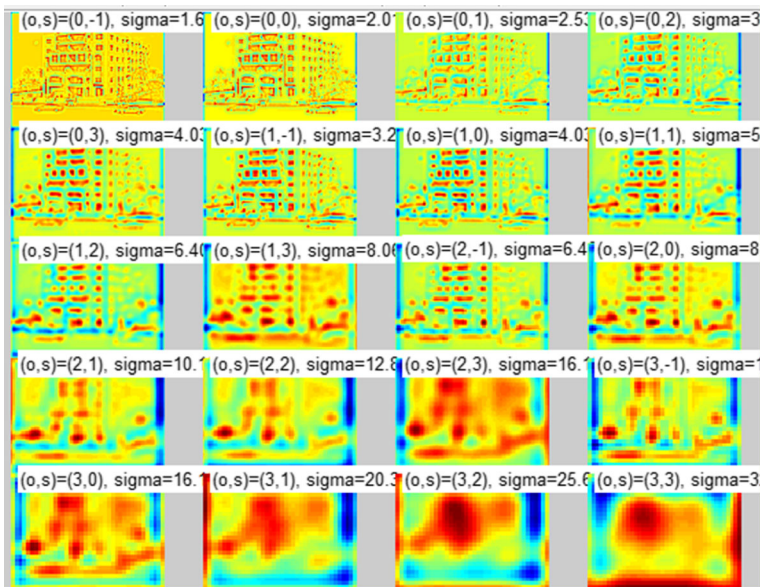 (o,s)=(0,-1), sigma=1.6 (o,s)=(0,0), sigma=2.01 (o,s)=(0,1), sigma=2.53 (o,s)=(0,2), sigma=3
(o,s)=(0,3), sigma=4.03 (o,s)=(1,-1), sigma=3.2 (o,s)=(1,0), sigma=4.03 (o,s)=(1,1), sigma=5
(o,s)=(1,2), sigma=6.40 (o,s)=(1,3), sigma=8.06 (o,s)=(2,-1), sigma=6.4 (o,s)=(2,0), sigma=8
(o,s)=(2,1), sigma=10.1 (o,s)=(2,2), sigma=12.8 (o,s)=(2,3), sigma=16.1 (o,s)=(3,-1), sigma=1
(o,s)=(3,0), sigma=16.1 (o,s)=(3,1), sigma=20.3 (o,s)=(3,2), sigma=25.6 (o,s)=(3,3), sigma=32